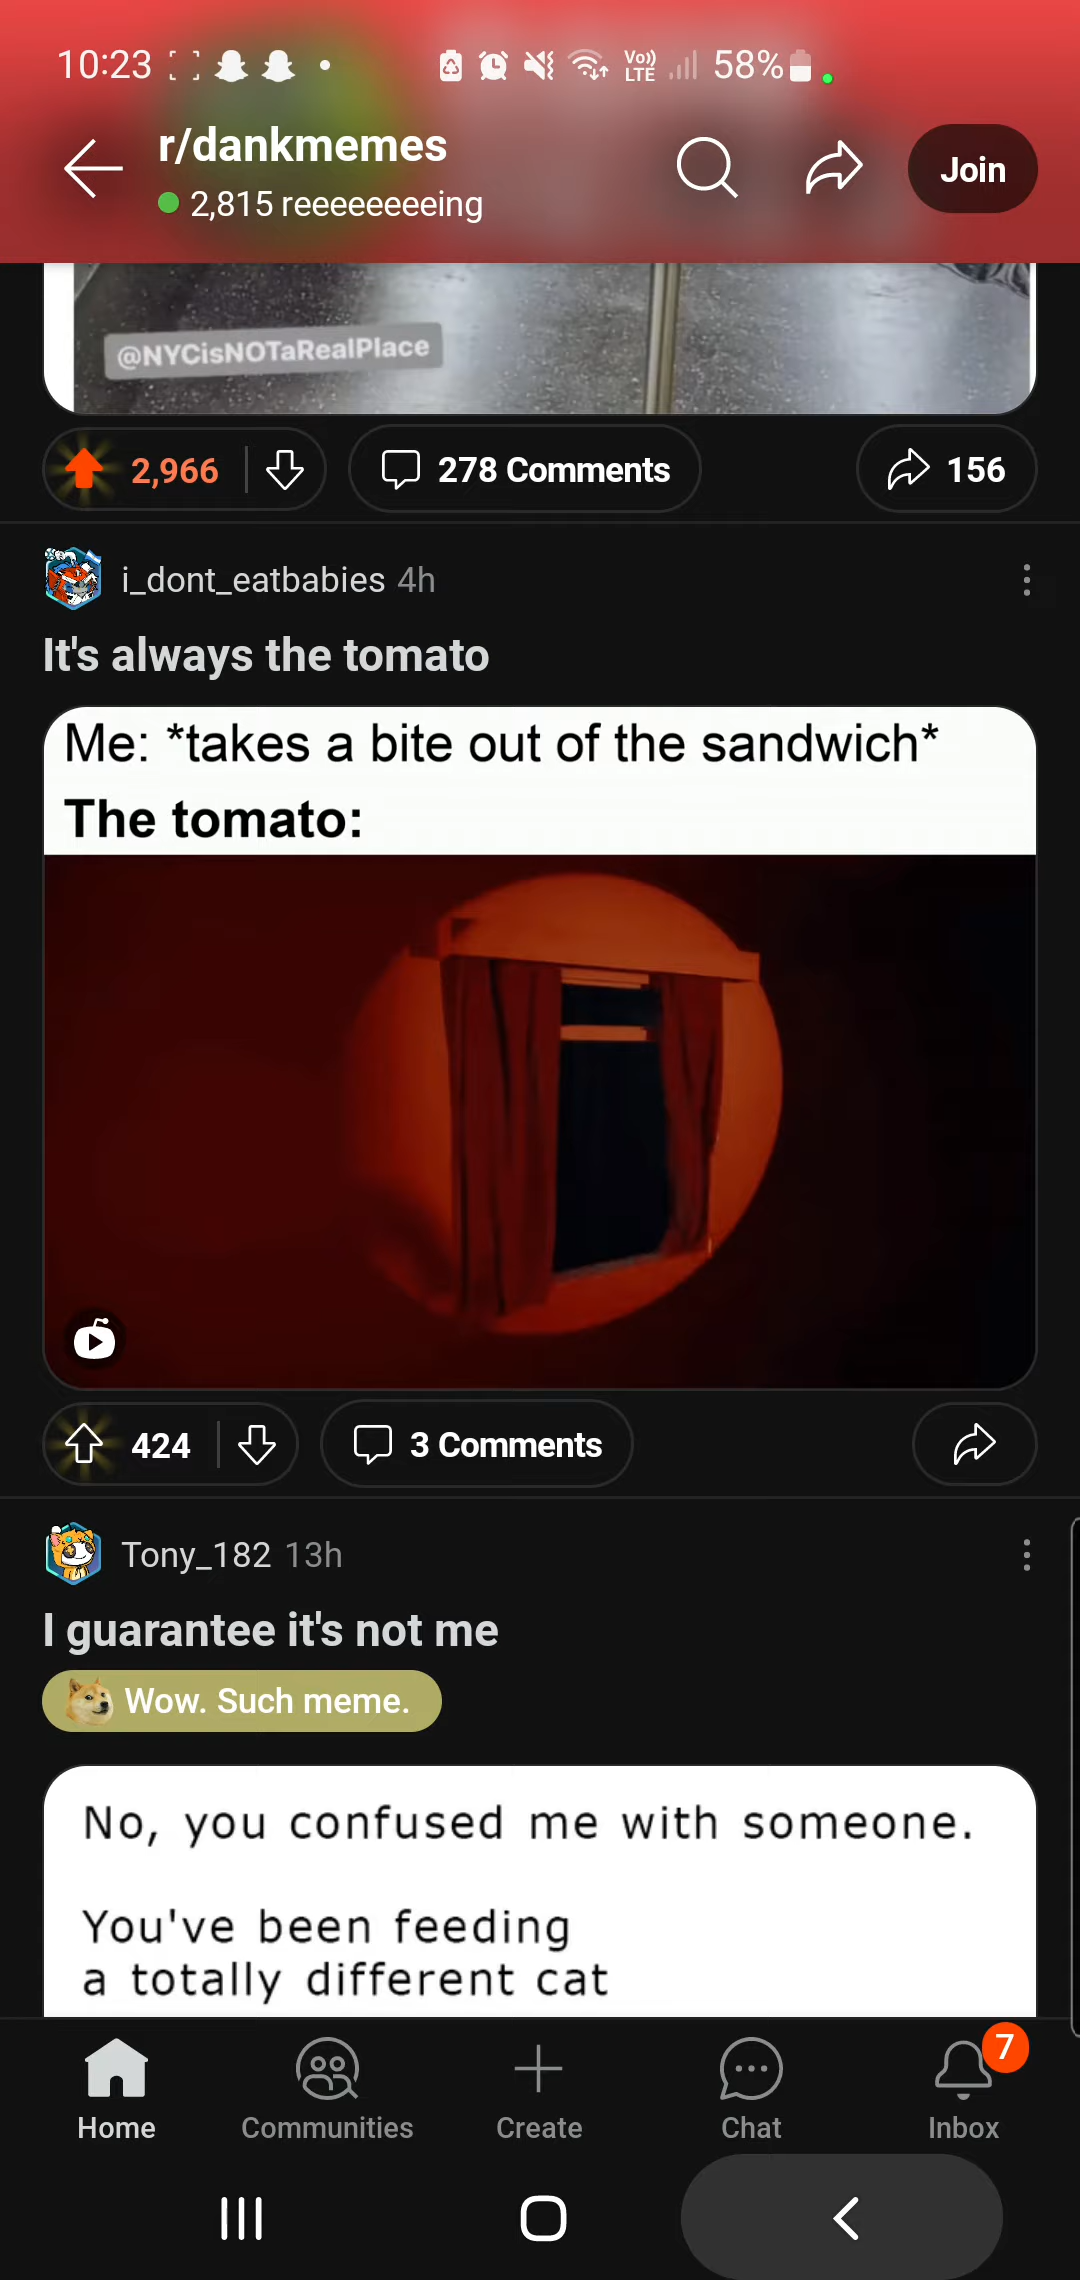 10:23
Vo))
LTE
58%
r/dankmemes
2,815 reeeeeeeeing
Join
@NYCisNOTaRealPlace
2,966
278 Comments
156
i_dont_eatbabies 4h
It's always the tomato
Me: *takes a bite out of the sandwich*
The tomato:
424
3 Comments
Tony_182 13h
I guarantee it's not me
Wow. Such meme.
No, you confused me with someone.
You've been feeding
a totally different cat
7
Home
Communities
Create
Chat
Inbox